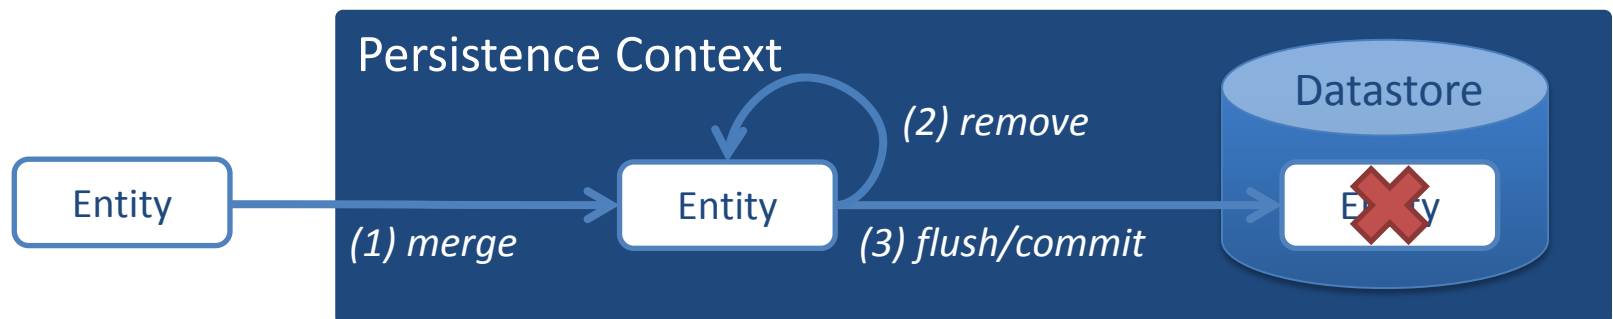 Persistence Context
Datastore
(2) remove
Entity
Entity
(1) merge
(3) flush/commit